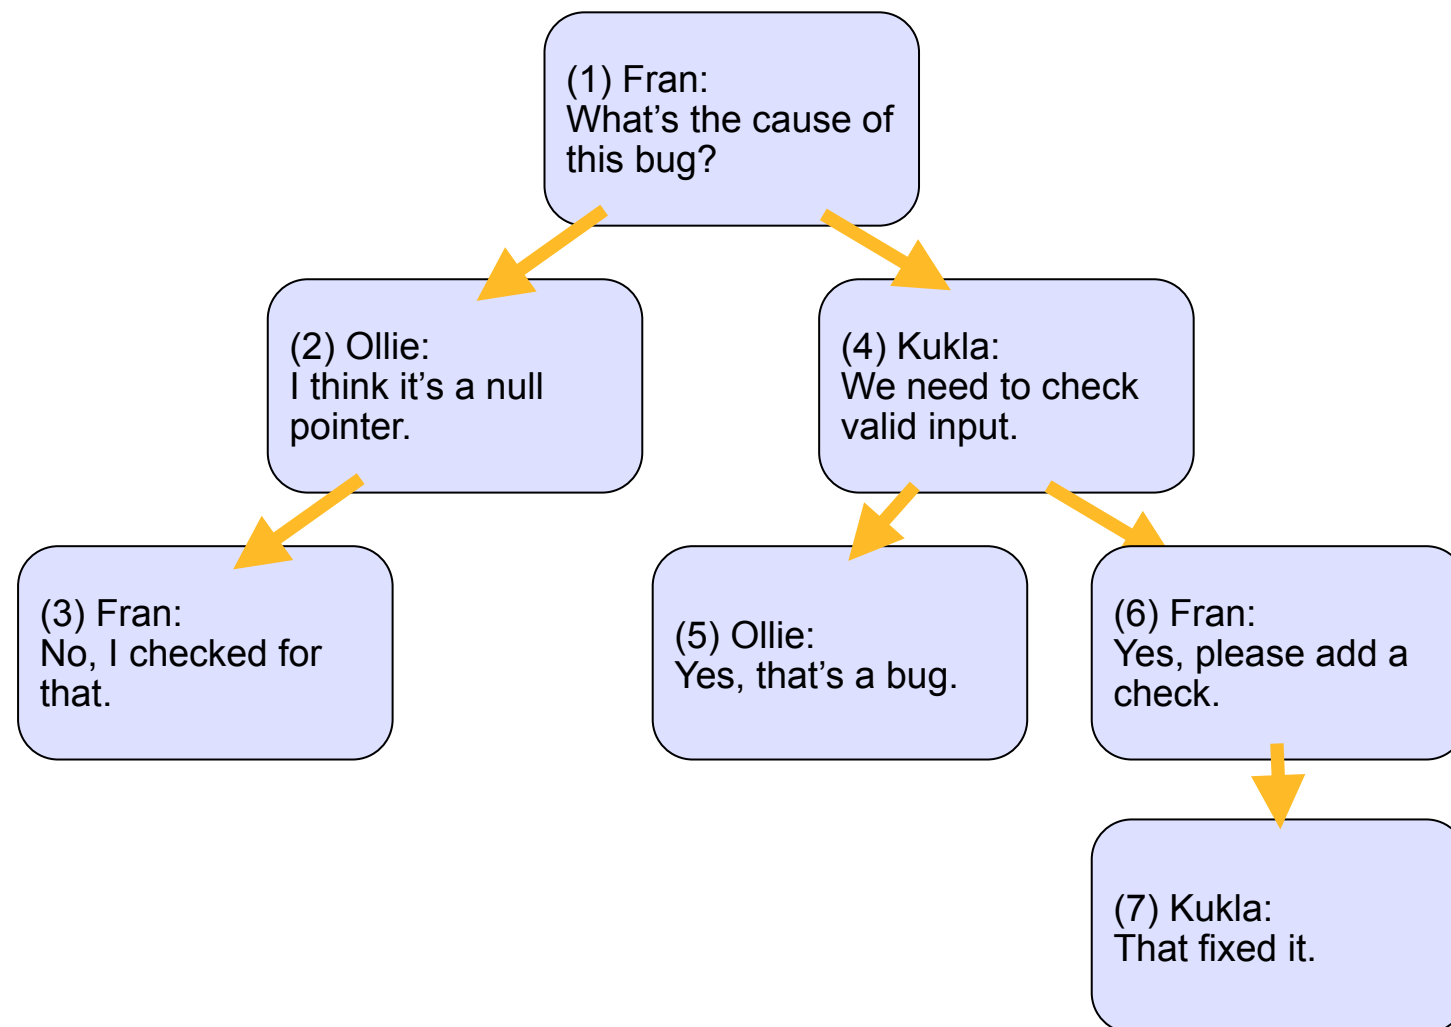 (1) Fran:
What’s the cause of
this bug?
(2) Ollie:
I think it’s a null
pointer.
(3) Fran:
No, I checked for
that.
(4) Kukla:
We need to check
valid input.
(5) Ollie:
Yes, that’s a bug.
(6) Fran:
Yes, please add a
check.
(7) Kukla:
That fixed it.